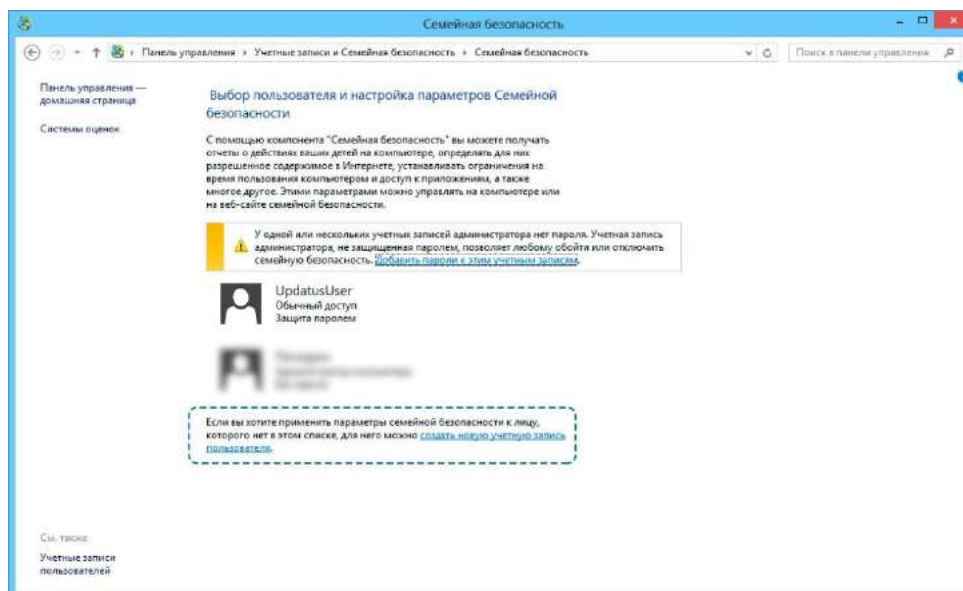 Семейная безопасность
Панель управления › Учетные записи и Семейная безопасность › Семейная безопасность
Поиск в панели управления
Панель управления —
домашняя страница
Системы оценок
Выбор пользователя и настройка параметров Семейной
безопасности
С помощью компонента "Семейная безопасность" вы можете получать
отчеты о действиях ваших детей на компьютере, определять для них
разрешенное содержимое в Интернете, устанавливать ограничения на
время пользования компьютером и доступ к приложениям, а также
многое другое. Этими параметрами можно управлять на компьютере или
на веб-сайте семейной безопасности.
У одной или нескольких учетных записей администратора нет пароля. Учетная запись
администратора, не защищенная паролем, позволяет любому обойти или отключить
семейную безопасность. Добавить пароли к этим учетным записям.
UpdatusUser
Обычный доступ
Защита паролем
Если вы хотите применить параметры семейной безопасности к лицу,
которого нет в этом списке, для него можно создать новую учетную запись
пользователя.
См. также
Учетные записи
пользователей